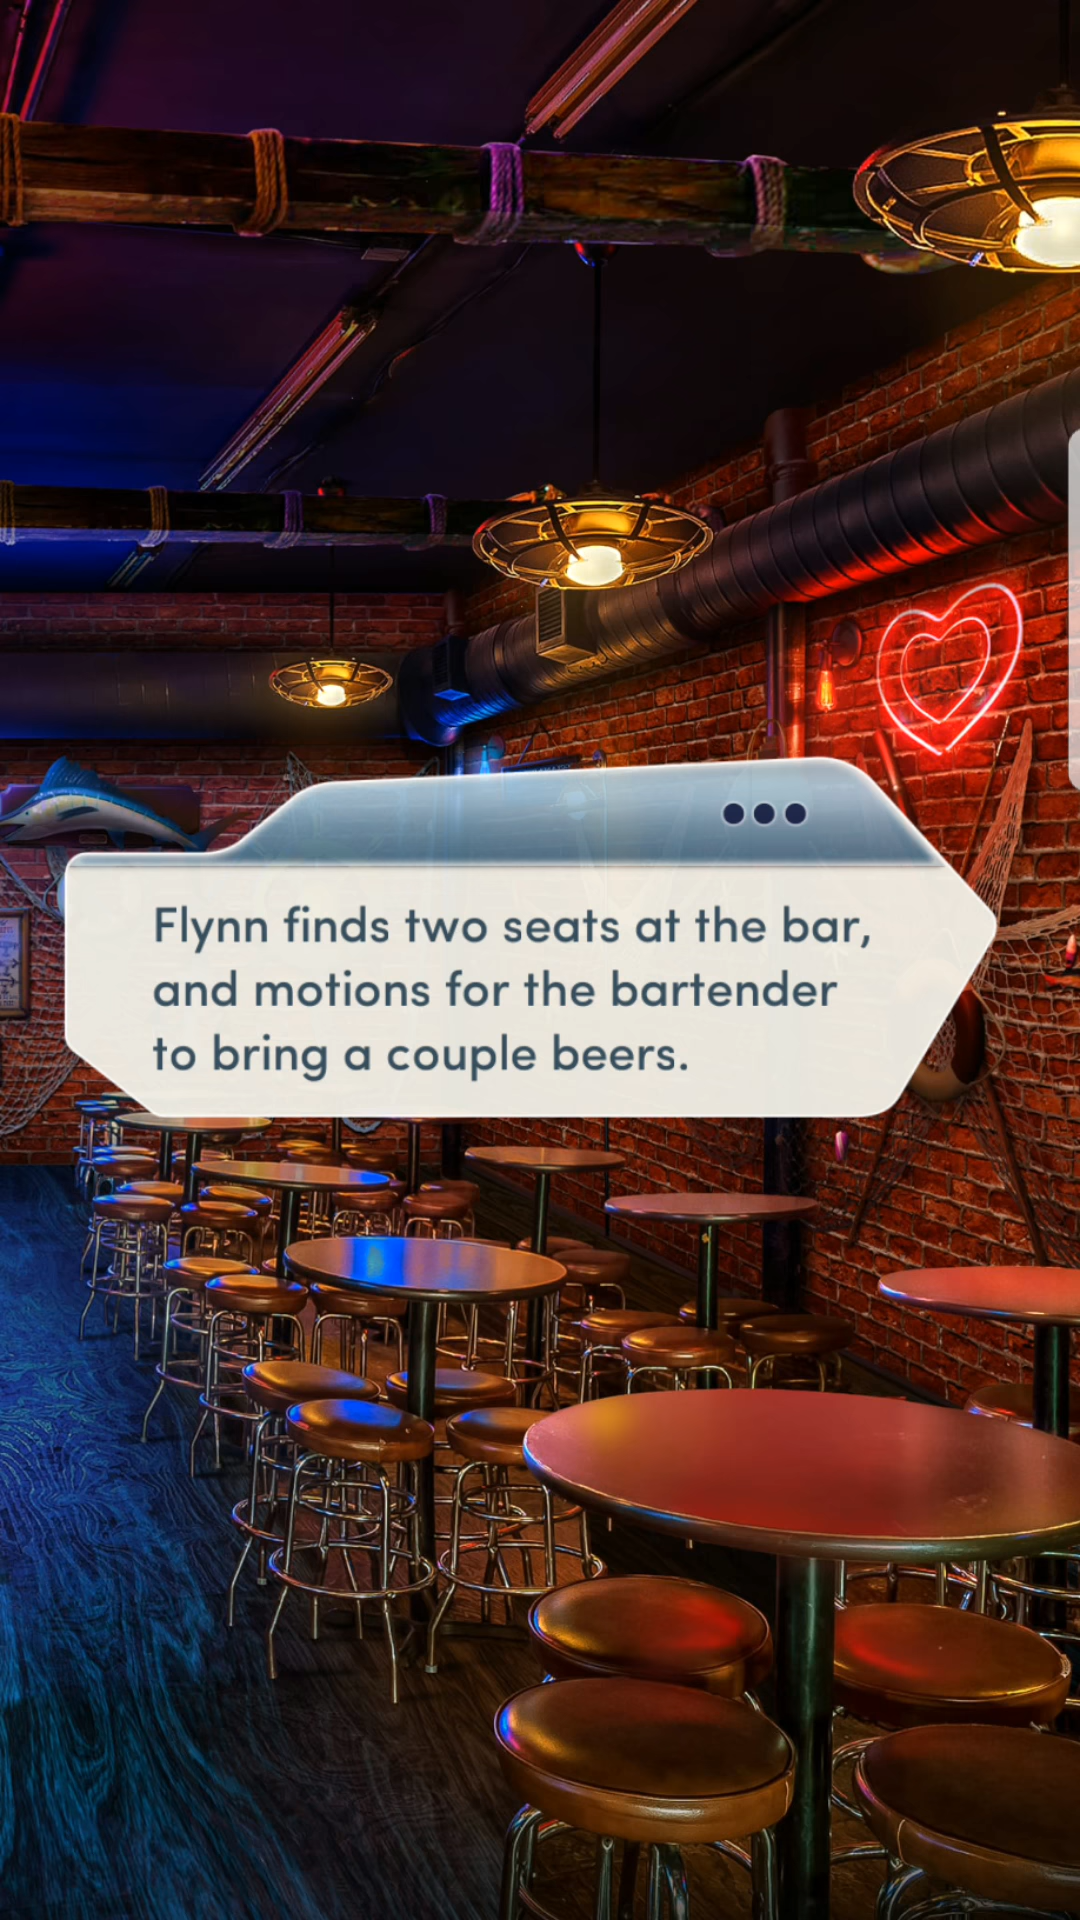 Flynn finds two seats at the bar,
and motions for the bartender
to bring a couple beers.